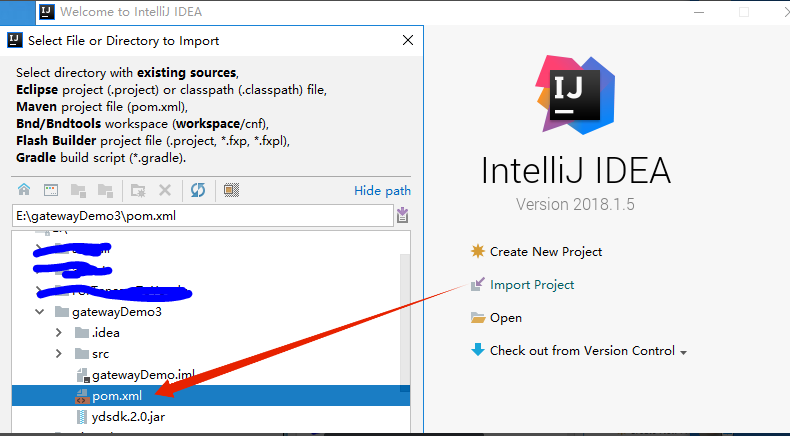 Welcome to IntelliJ IDEA
Select File or Directory to Import
Select directory with existing sources,
Eclipse project (.project) or classpath (.classpath) file,
Maven project file (pom.xml),
Bnd/Bndtools workspace (workspace/cnf),
Flash Builder project file (.project, *.fxp, *.fxpl),
Gradle build script (*.gradle).
Hide path
E:\gatewayDemo3\pom.xml
gatewayDemo3
.idea
src
gatewayDemo.iml
pom.xml
ydsdk.2.0.jar
IJ
IntelliJ IDEA
Version 2018.1.5
Create New Project
Import Project
Open
Check out from Version Control